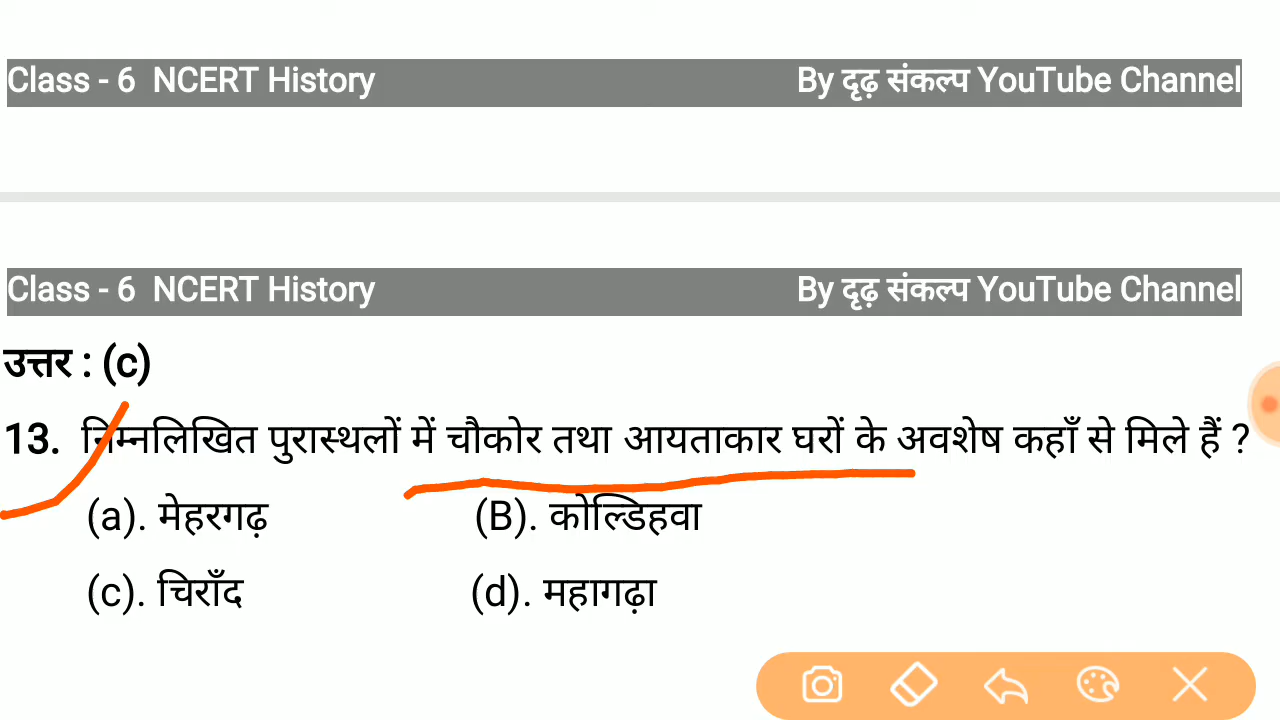 Class - 6 NCERT History By दृढ़ संकल्प YouTube Channel
Class - 6 NCERT History By दृढ़ संकल्प YouTube Channel
उत्तर : (c)
13. निम्नलिखित पुरास्थलों में चौकोर तथा आयताकार घरों के अवशेष कहाँ से मिले हैं ?
(a). मेहरगढ़ (B). कोल्डिहवा
(c). चिराँद (d). महागढ़ा